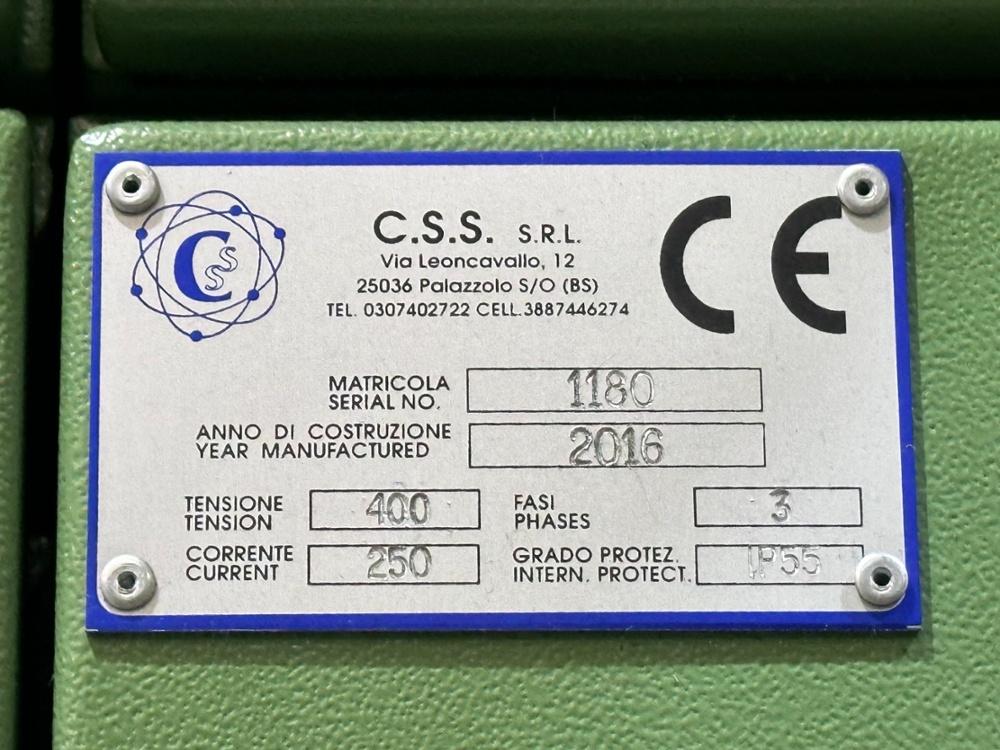 C S S
C.S.S. S.R.L.
Via Leoncavallo, 12
25036 Palazzolo S/O (BS)
TEL. 0307402722 CELL.3887446274
CE
MATRICOLA
SERIAL NO. 1180
ANNO DI COSTRUZIONE
YEAR MANUFACTURED 2016
TENSIONE
TENSION 400
FASI
PHASES 3
CORRENTE
CURRENT 250
GRADO PROTEZ.
INTERN. PROTECT. IP55